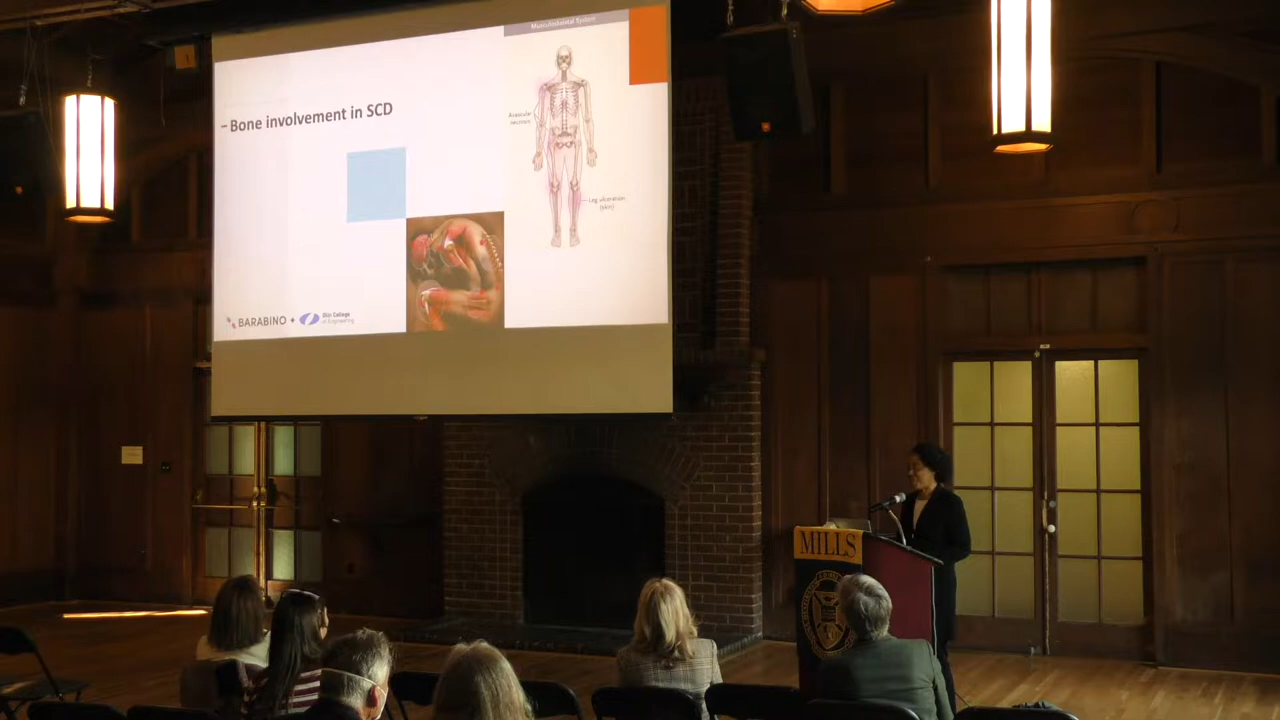 Musculoskeletal System
– Bone involvement in SCD
Avascular
necrosis
Leg ulceration
(skin)
BARABINO + Olin College
of Engineering
MILLS